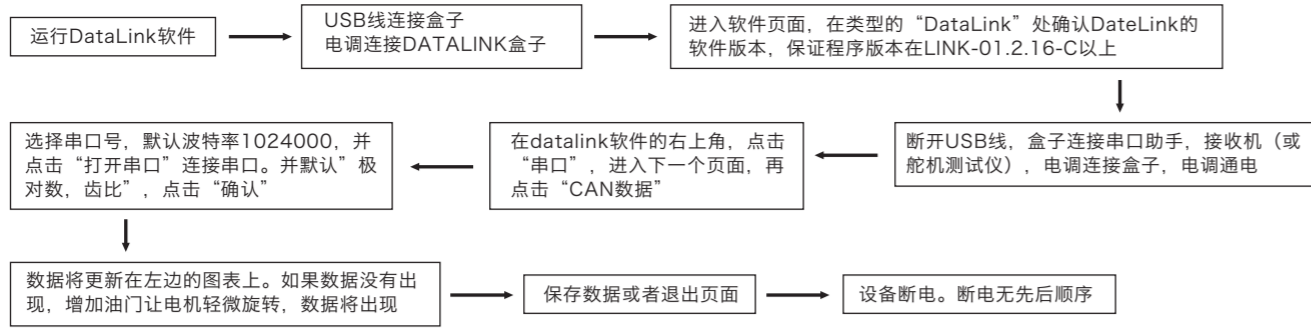 运行DataLink软件
USB线连接盒子
电调连接DATALINK盒子
进入软件页面，在类型的“DataLink”处确认DateLink的
软件版本，保证程序版本在LINK-01.2.16-C以上
断开USB线，盒子连接串口助手，接收机（或
舵机测试仪），电调连接盒子，电调通电
在datalink软件的右上角，点击
“串口”，进入下一个页面，再
点击“CAN数据”
选择串口号，默认波特率1024000，并
点击“打开串口”连接串口。并默认”极
对数，齿比”，点击“确认”
数据将更新在左边的图表上。如果数据没有出
现，增加油门让电机轻微旋转，数据将出现
保存数据或者退出页面
设备断电。断电无先后顺序